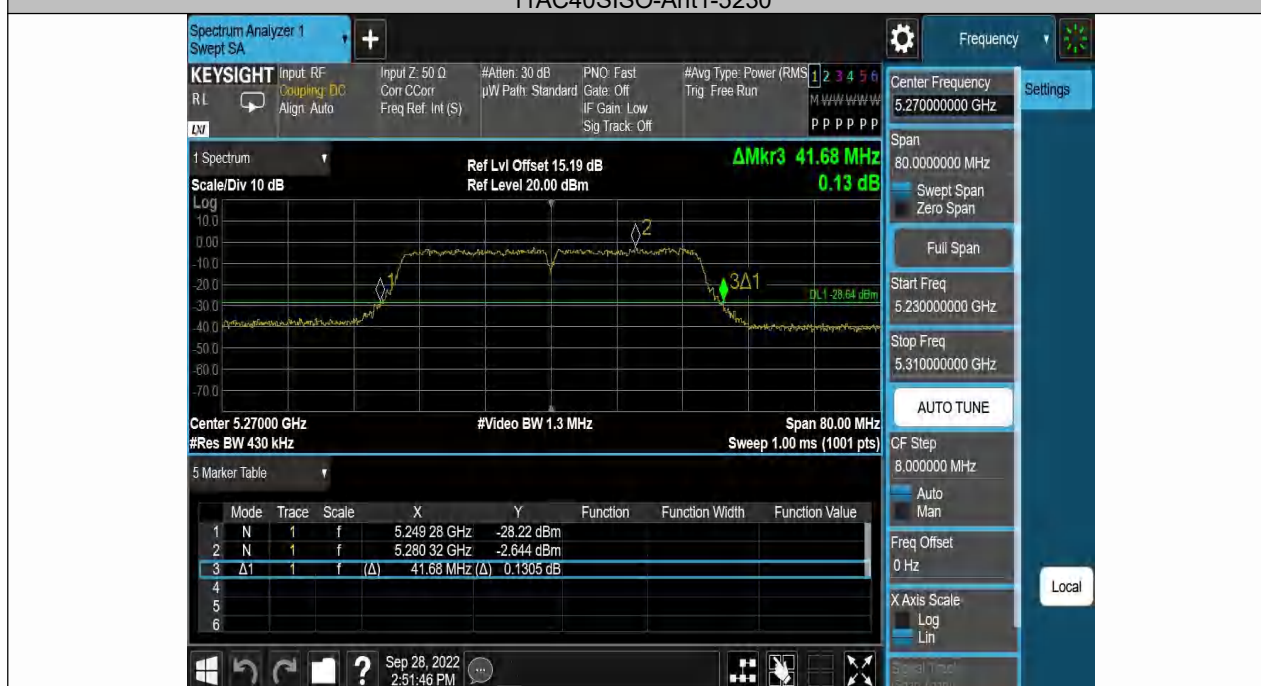 11AC40SISO-Ant1-5230
Spectrum Analyzer 1
Swept SA
+
Frequency
KEYSIGHT
RL
LXI
Input: RF
Coupling: DC
Align: Auto
Input Z: 50 Ω
Corr CCorr
Freq Ref: Int (S)
#Atten: 30 dB
µW Path: Standard
PNO: Fast
Gate: Off
IF Gain: Low
Sig Track: Off
#Avg Type: Power (RMS
Trig: Free Run
1 2 3 4 5 6
M W W W W W
P P P P P P
Center Frequency
5.270000000 GHz
Settings
Span
80.0000000 MHz
Swept Span
Zero Span
Full Span
Start Freq
5.230000000 GHz
Stop Freq
5.310000000 GHz
AUTO TUNE
CF Step
8.000000 MHz
Auto
Man
Freq Offset
0 Hz
X Axis Scale
Log
Lin
Local
1 Spectrum
Scale/Div 10 dB
Ref Lvl Offset 15.19 dB
Ref Level 20.00 dBm
ΔMkr3 41.68 MHz
0.13 dB
Log
10.0
0.00
-10.0
-20.0
-30.0
-40.0
-50.0
-60.0
-70.0
1
2
3Δ1
DL1 -28.64 dBm
Center 5.27000 GHz
#Video BW 1.3 MHz
Span 80.00 MHz
#Res BW 430 kHz
Sweep 1.00 ms (1001 pts)
5 Marker Table
Mode Trace Scale X Y Function Function Width Function Value
1 N 1 f 5.249 28 GHz -28.22 dBm
2 N 1 f 5.280 32 GHz -2.644 dBm
3 Δ1 1 f (Δ) 41.68 MHz (Δ) 0.1305 dB
4
5
6
?
Sep 28, 2022
2:51:46 PM